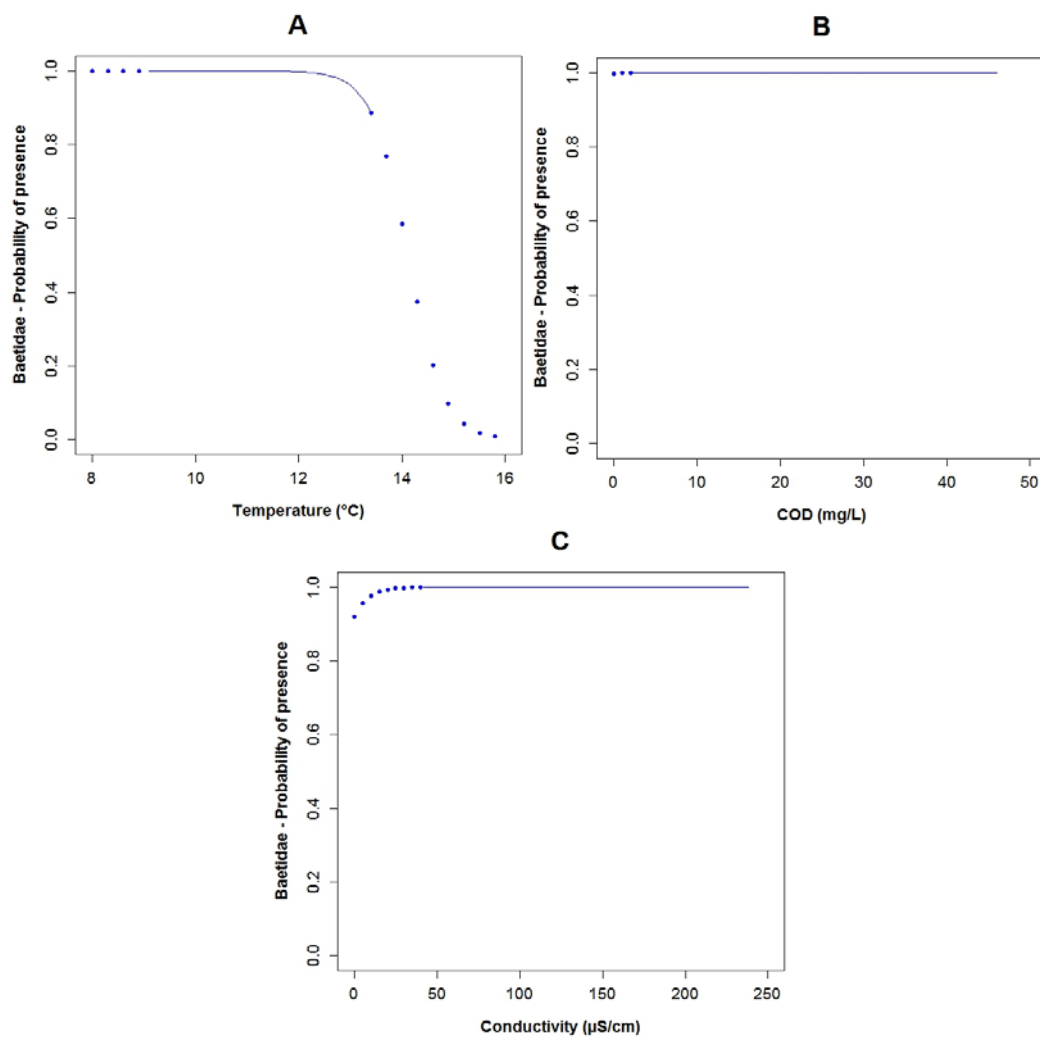 A
Baetidae - Probability of presence
1.0
0.8
0.6
0.4
0.2
0.0
8 10 12 14 16
Temperature (°C)
B
Baetidae - Probability of presence
1.0
0.8
0.6
0.4
0.2
0.0
0 10 20 30 40 50
COD (mg/L)
C
Baetidae - Probability of presence
1.0
0.8
0.6
0.4
0.2
0.0
0 50 100 150 200 250
Conductivity (µS/cm)